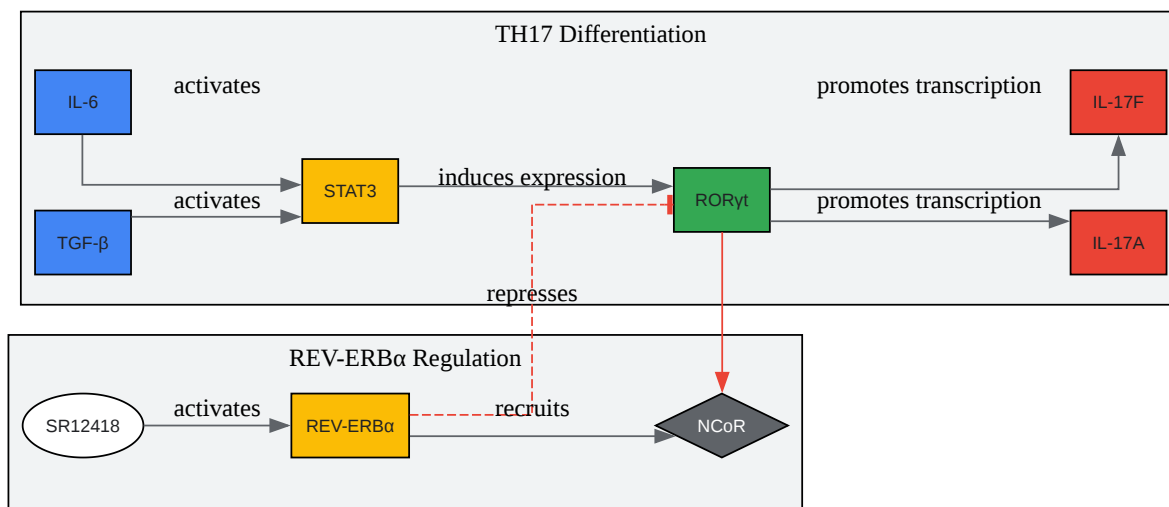 TH17 Differentiation
IL-6
activates
promotes transcription
IL-17F
STAT3
induces expression
RORγt
TGF-β
activates
promotes transcription
IL-17A
represses
REV-ERBα Regulation
SR12418
activates
REV-ERBα
recruits
NCoR